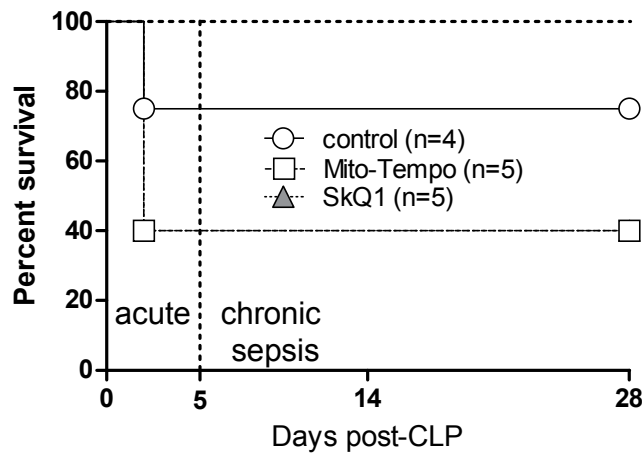 Percent survival
100
80
60
40
20
0
control (n=4)
Mito-Tempo (n=5)
SkQ1 (n=5)
acute
chronic
sepsis
0
5
14
28
Days post-CLP